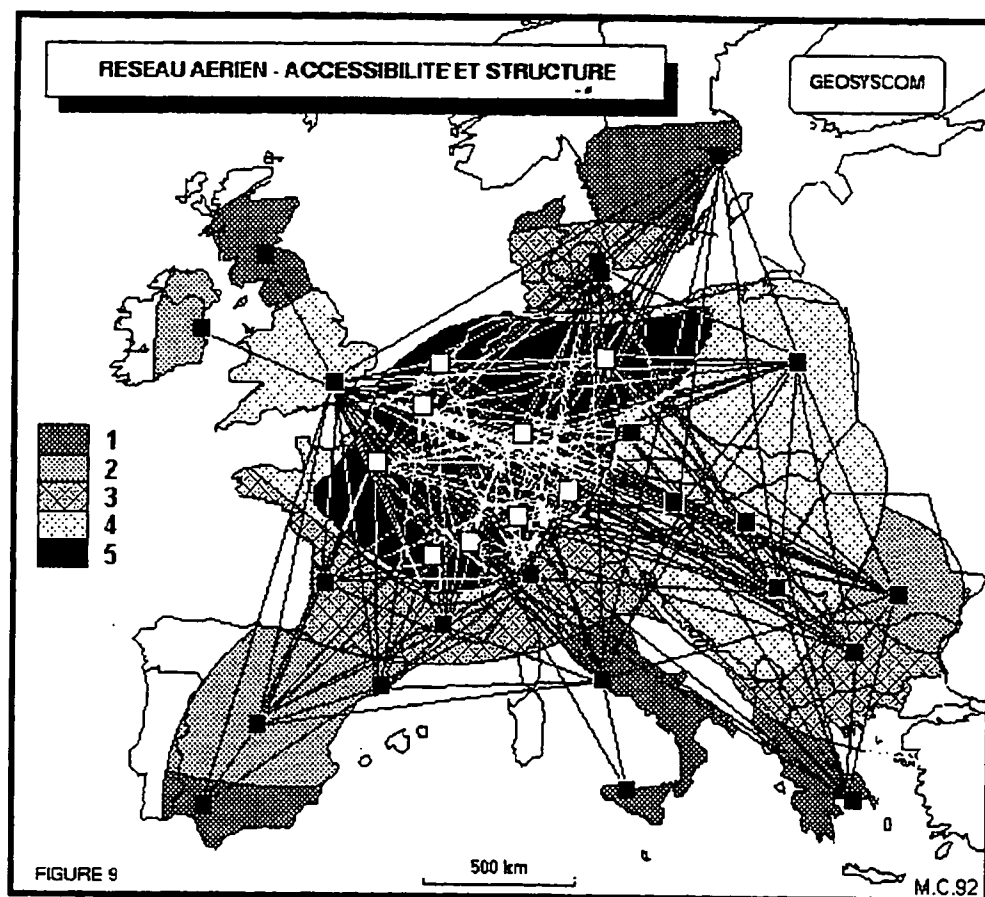 RESEAU AERIEN - ACCESSIBILITE ET STRUCTURE
GEOSYSCOM
1
2
3
4
5
500 km
FIGURE 9
M.C.92